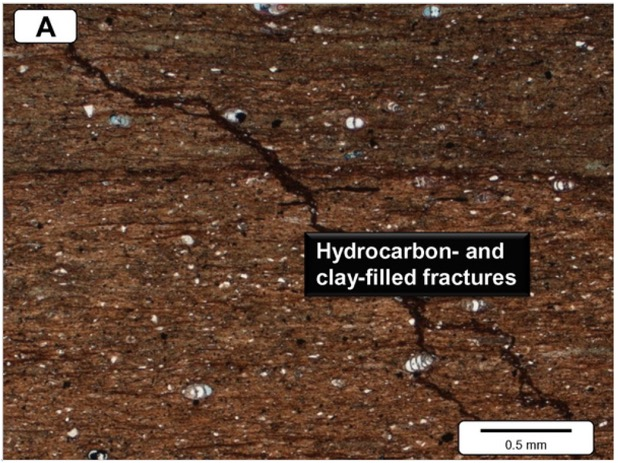 A
Hydrocarbon- and
clay-filled fractures
0.5 mm